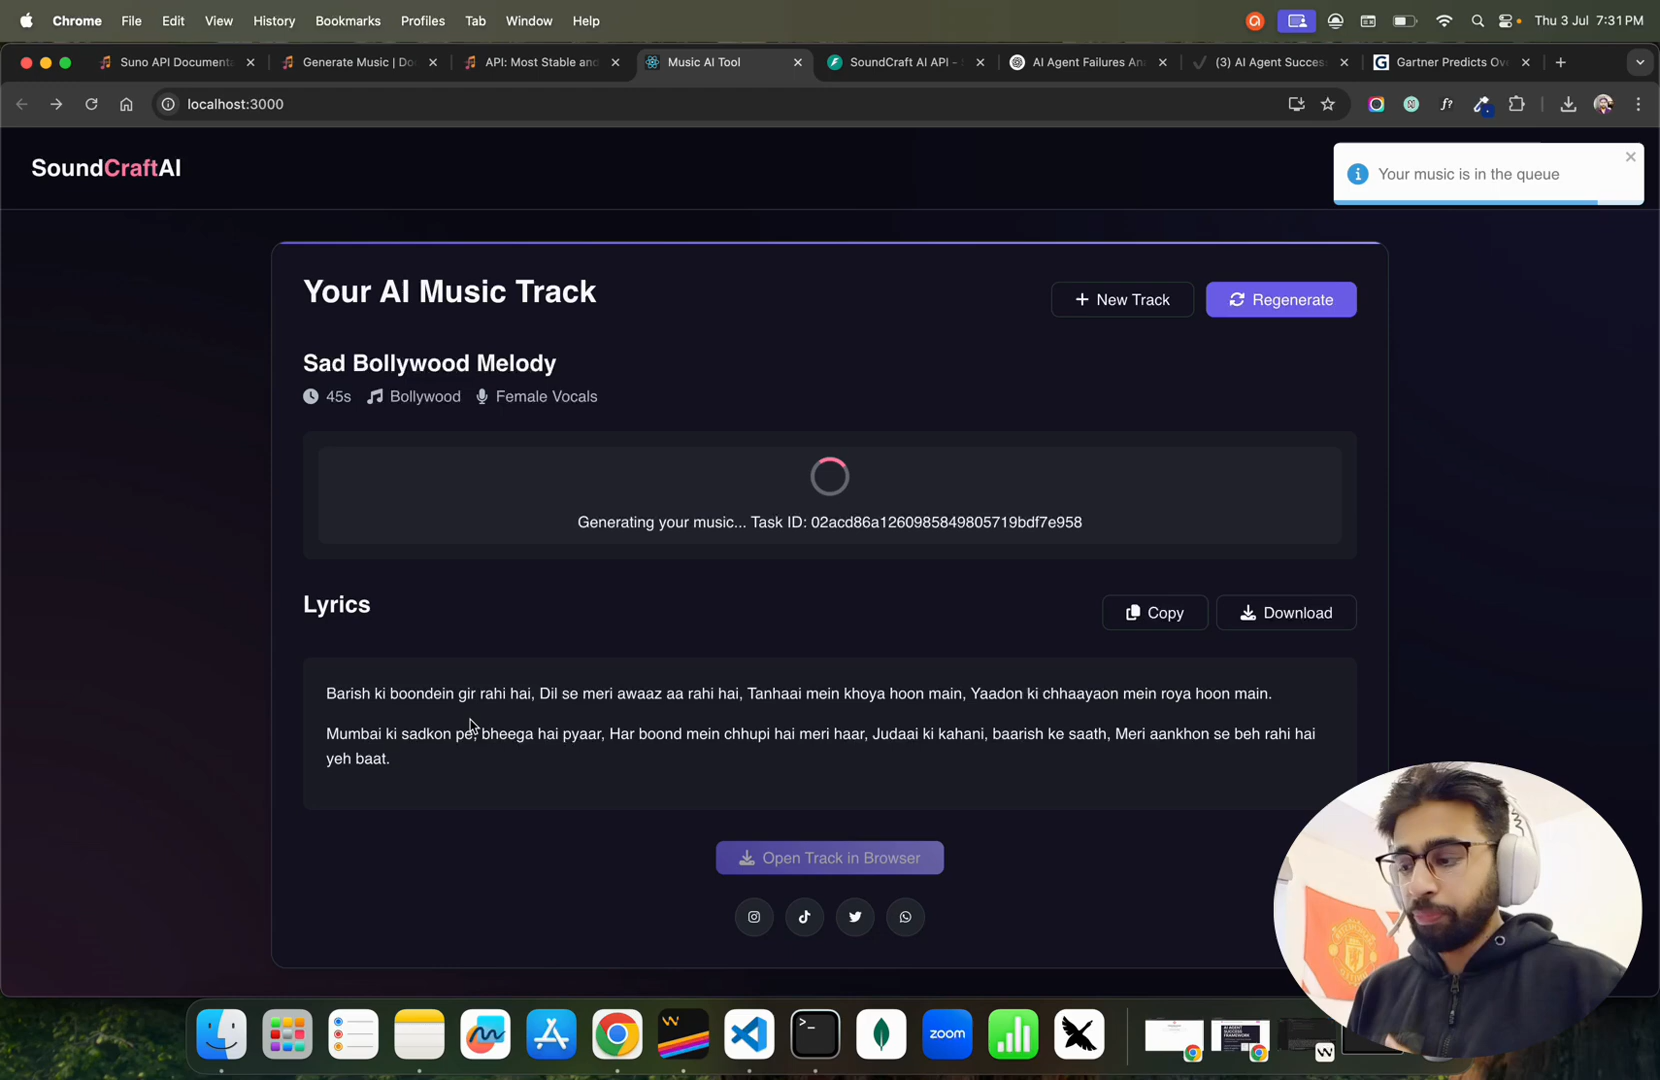 Chrome File Edit View History Bookmarks Profiles Tab Window Help
Thu 3 Jul 7:31 PM
Suno API Documenta
Generate Music | Do
API: Most Stable and
Music AI Tool
SoundCraft AI API -
AI Agent Failures An
(3) AI Agent Success
Gartner Predicts Ov
localhost:3000
f?
SoundCraftAI
Your music is in the queue
Your AI Music Track
New Track
Regenerate
Sad Bollywood Melody
45s Bollywood Female Vocals
Generating your music... Task ID: 02acd86a1260985849805719bdf7e958
Lyrics
Copy
Download
Barish ki boondein gir rahi hai, Dil se meri awaaz aa rahi hai, Tanhaai mein khoya hoon main, Yaadon ki chhaayaon mein roya hoon main.
Mumbai ki sadkon pe, bheega hai pyaar, Har boond mein chhupi hai meri haar, Judaai ki kahani, baarish ke saath, Meri aankhon se beh rahi hai
yeh baat.
Open Track in Browser
zoom
AI AGENT
SUCCESS
FRAMEWORK